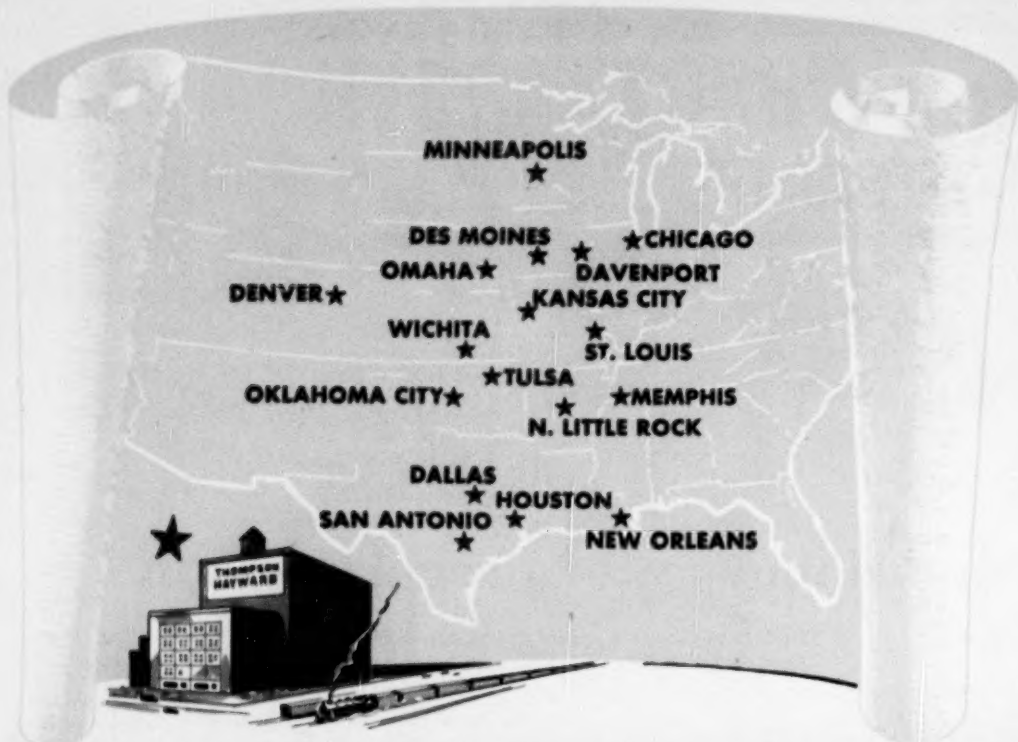 MINNEAPOLIS
DES MOINES
CHICAGO
OMAHA
DAVENPORT
DENVER
KANSAS CITY
WICHITA
ST. LOUIS
TULSA
OKLAHOMA CITY
MEMPHIS
N. LITTLE ROCK
DALLAS
HOUSTON
SAN ANTONIO
NEW ORLEANS
THOMPSON
HAYWARD